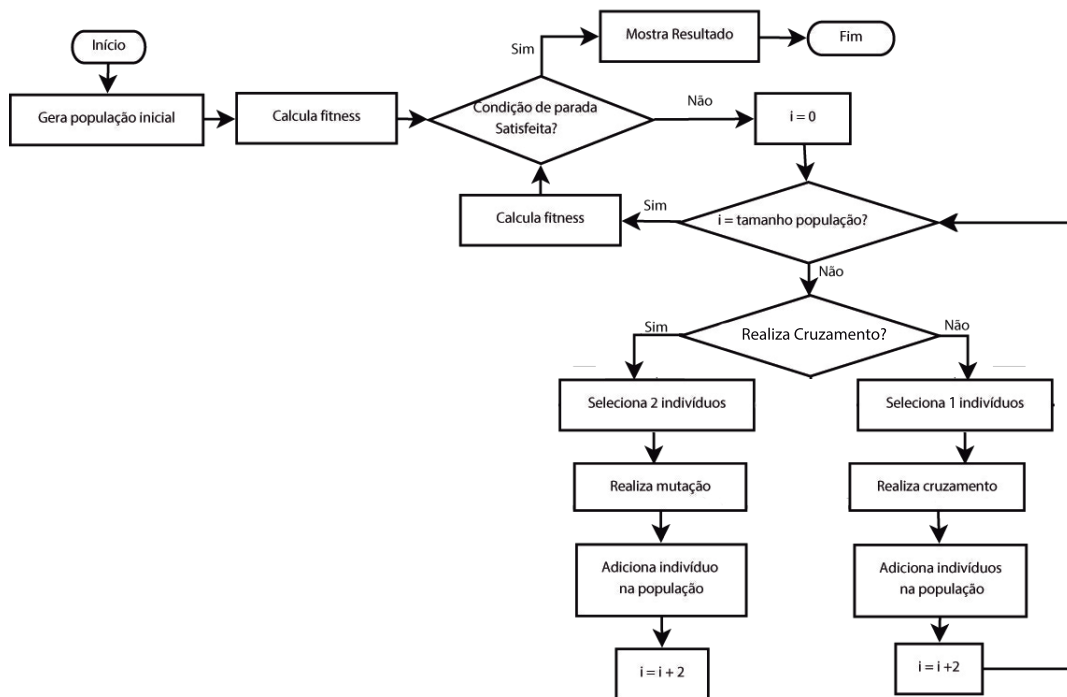 Início
Gera população inicial
Calcula fitness
Condição de parada
Satisfeita?
Sim
Mostra Resultado
Fim
Não
i = 0
i = tamanho população?
Sim
Calcula fitness
Não
Realiza Cruzamento?
Sim
Não
Seleciona 2 indivíduos
Realiza mutação
Adiciona indivíduo
na população
i = i + 2
Seleciona 1 indivíduos
Realiza cruzamento
Adiciona indivíduos
na população
i = i +2